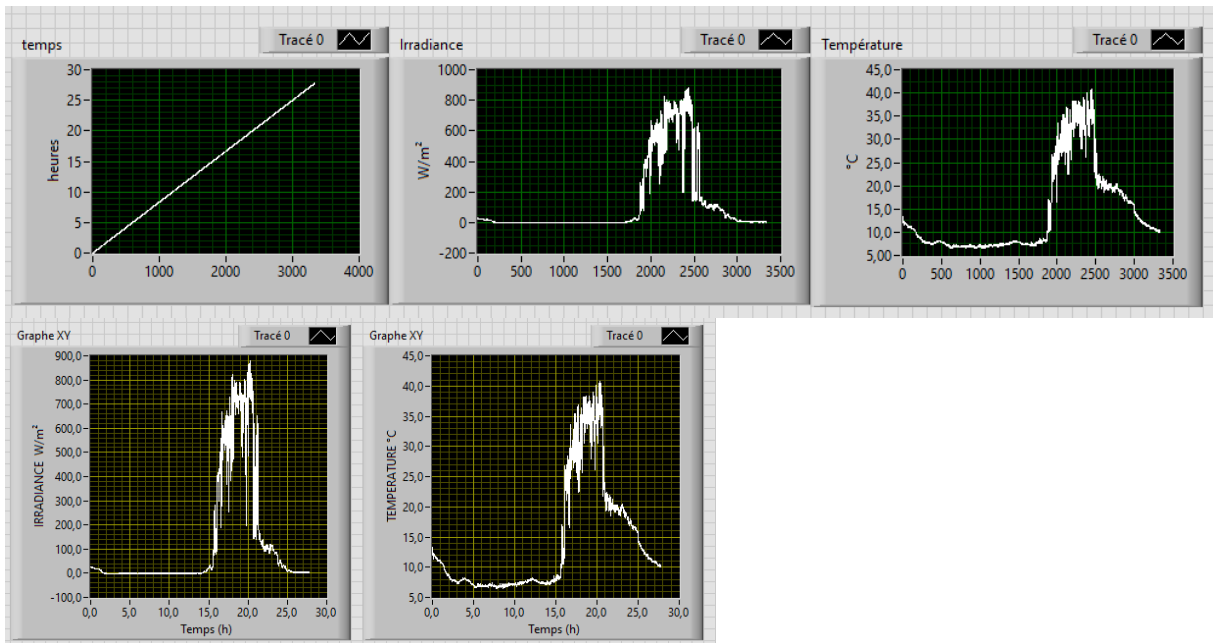 temps
Tracé 0
30
25
20
15
10
5
0
heures
0 1000 2000 3000 4000
Irradiance
Tracé 0
1000
800
600
400
200
0
-200
W/m²
0 500 1000 1500 2000 2500 3000 3500
Température
Tracé 0
45,0
40,0
35,0
30,0
25,0
20,0
15,0
10,0
5,00
°C
0 500 1000 1500 2000 2500 3000 3500
Graphe XY
Tracé 0
900,0
800,0
700,0
600,0
500,0
400,0
300,0
200,0
100,0
0,0
-100,0
IRRADIANCE W/m²
0,0 5,0 10,0 15,0 20,0 25,0 30,0
Temps (h)
Graphe XY
Tracé 0
45,0
40,0
35,0
30,0
25,0
20,0
15,0
10,0
5,0
TEMPERATURE °C
0,0 5,0 10,0 15,0 20,0 25,0 30,0
Temps (h)